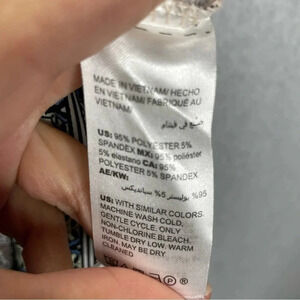 MADE IN VIETNAM/ HECHO
EN VIETNAM/ FABRIQUÉ AU
VIETNAM/
صنع في فيتنام
US: 95% POLYESTER 5%
SPANDEX MX: 95% poliéster
5% elastano CA: 95%
POLYESTER 5% SPANDEX
AE/KW:
95% بوليستر 5% سبانديكس
US: WITH SIMILAR COLORS.
MACHINE WASH COLD,
GENTLE CYCLE. ONLY
NON-CHLORINE BLEACH.
TUMBLE DRY LOW. WARM
IRON, MAY BE DRY
CLEANED